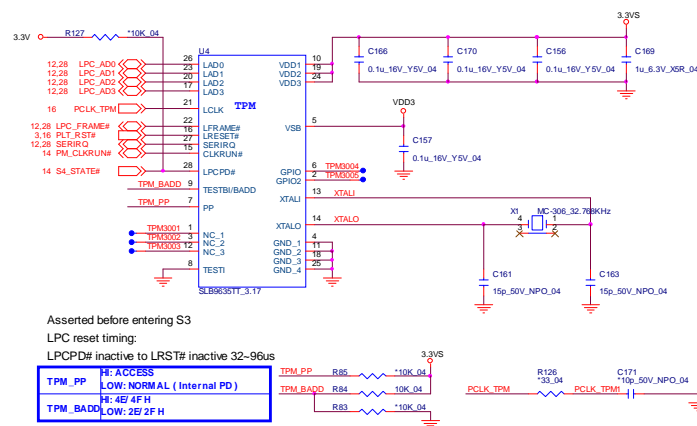 3.3V
R127
*10K_04
3.3VS
U4
C166
0.1u_16V_Y5V_04
C170
0.1u_16V_Y5V_04
C156
0.1u_16V_Y5V_04
C169
1u_6.3V_X5R_04
12,28 LPC_AD0 26 LAD0
12,28 LPC_AD1 23 LAD1
12,28 LPC_AD2 20 LAD2
12,28 LPC_AD3 17 LAD3
VDD1 10
VDD2 19
VDD3 24
TPM
16 PCLK_TPM 21 LCLK
VDD3
12,28 LPC_FRAME# 22 LFRAME#
3,16 PLT_RST# 16 LRESET#
12,28 SERIRQ 27 SERIRQ
14 PM_CLKRUN# 15 CLKRUN#
VSB 5
C157
0.1u_16V_Y5V_04
14 S4_STATE# 28 LPCPD#
GPIO 6 TPM3004
GPIO2 2 TPM3005
TPM_BADD 9 TESTBI/BADD
XTALI 13 XTALI
TPM_PP 7 PP
XTALO 14 XTALO
X1 MC-306_32.768KHz
4 1
3 2
TPM3001 1 NC_1
TPM3002 3 NC_2
TPM3003 12 NC_3
GND_1 4
GND_2 11
GND_3 18
GND_4 25
8 TESTI
SLB9635TT_3.17
C161
15p_50V_NPO_04
C163
15p_50V_NPO_04
Asserted before entering S3
LPC reset timing:
LPCPD# inactive to LRST# inactive 32~96us
3.3VS
TPM_PP HI: ACCESS
LOW: NORMAL ( Internal PD )
TPM_BADD HI: 4E/ 4F H
LOW: 2E/ 2F H
TPM_PP R85 *10K_04
TPM_BADD R84 10K_04
R83 *10K_04
PCLK_TPM R126 *33_04 PCLK_TPM1 C171 *10p_50V_NPO_04